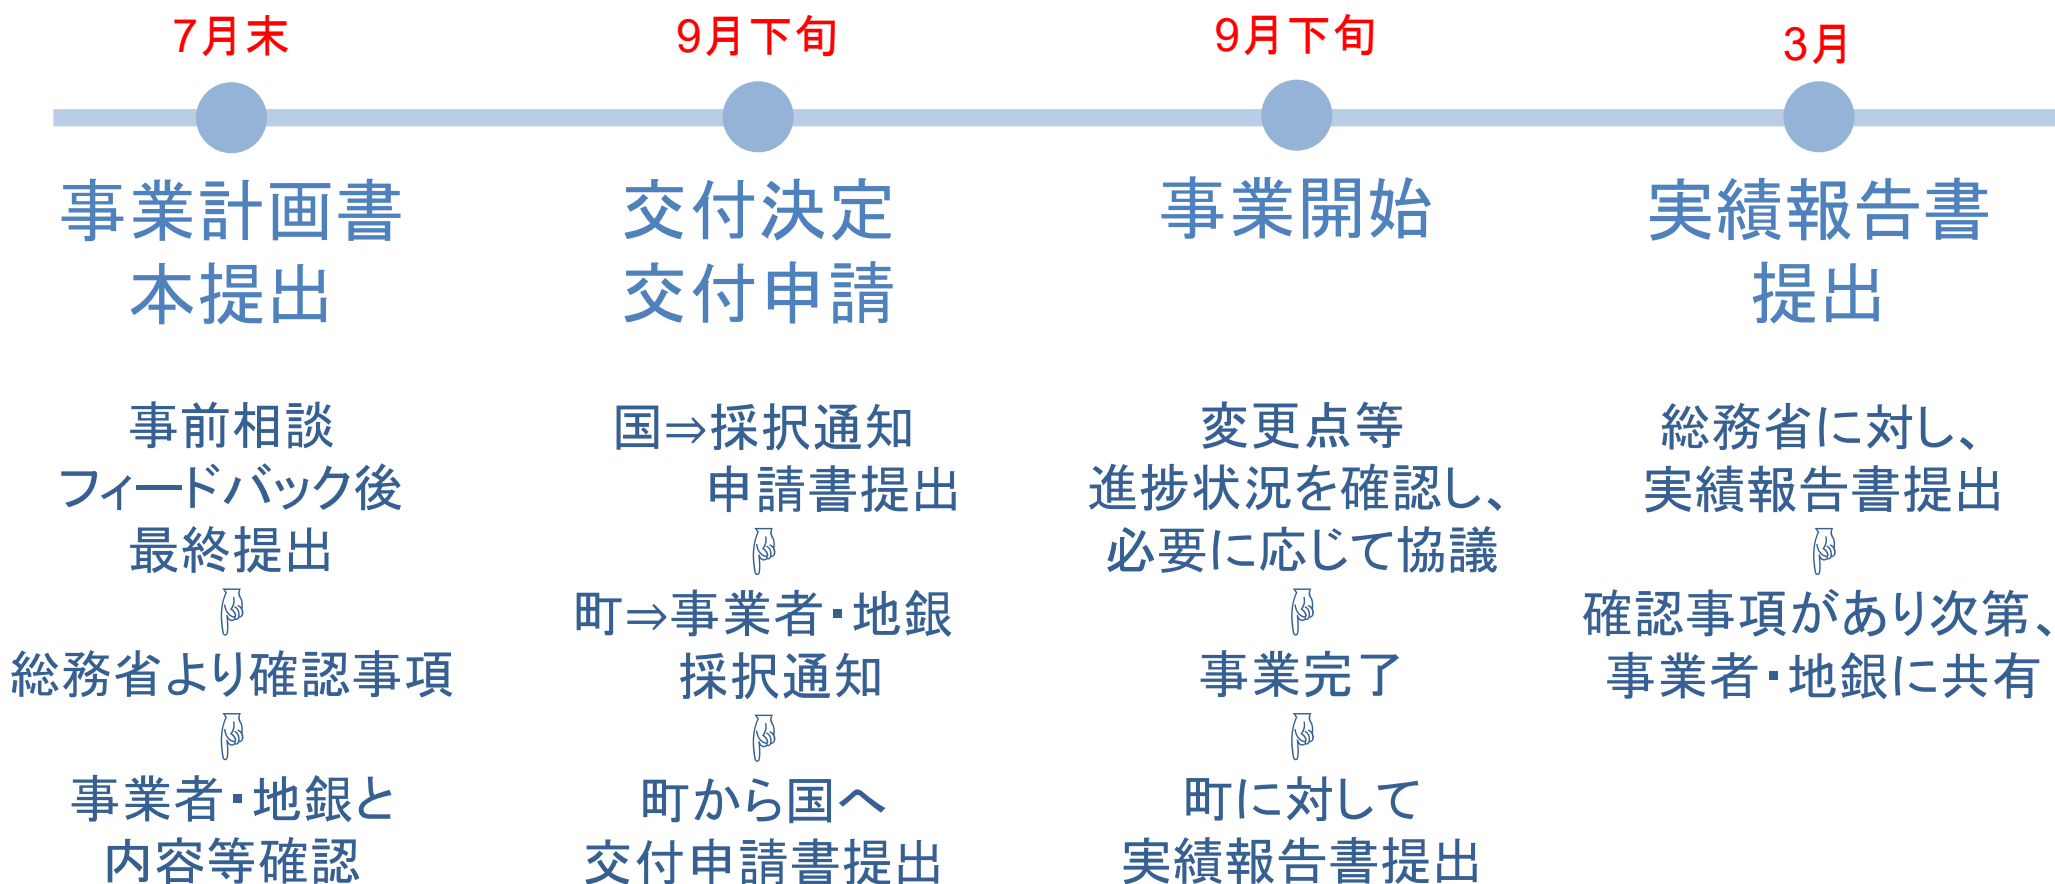 7月末
事業計画書
本提出
事前相談
フィードバック後
最終提出
☟
総務省より確認事項
☟
事業者・地銀と
内容等確認
9月下旬
交付決定
交付申請
国⇒採択通知
申請書提出
☟
町⇒事業者・地銀
採択通知
☟
町から国へ
交付申請書提出
9月下旬
事業開始
変更点等
進捗状況を確認し、
必要に応じて協議
☟
事業完了
☟
町に対して
実績報告書提出
3月
実績報告書
提出
総務省に対し、
実績報告書提出
☟
確認事項があり次第、
事業者・地銀に共有